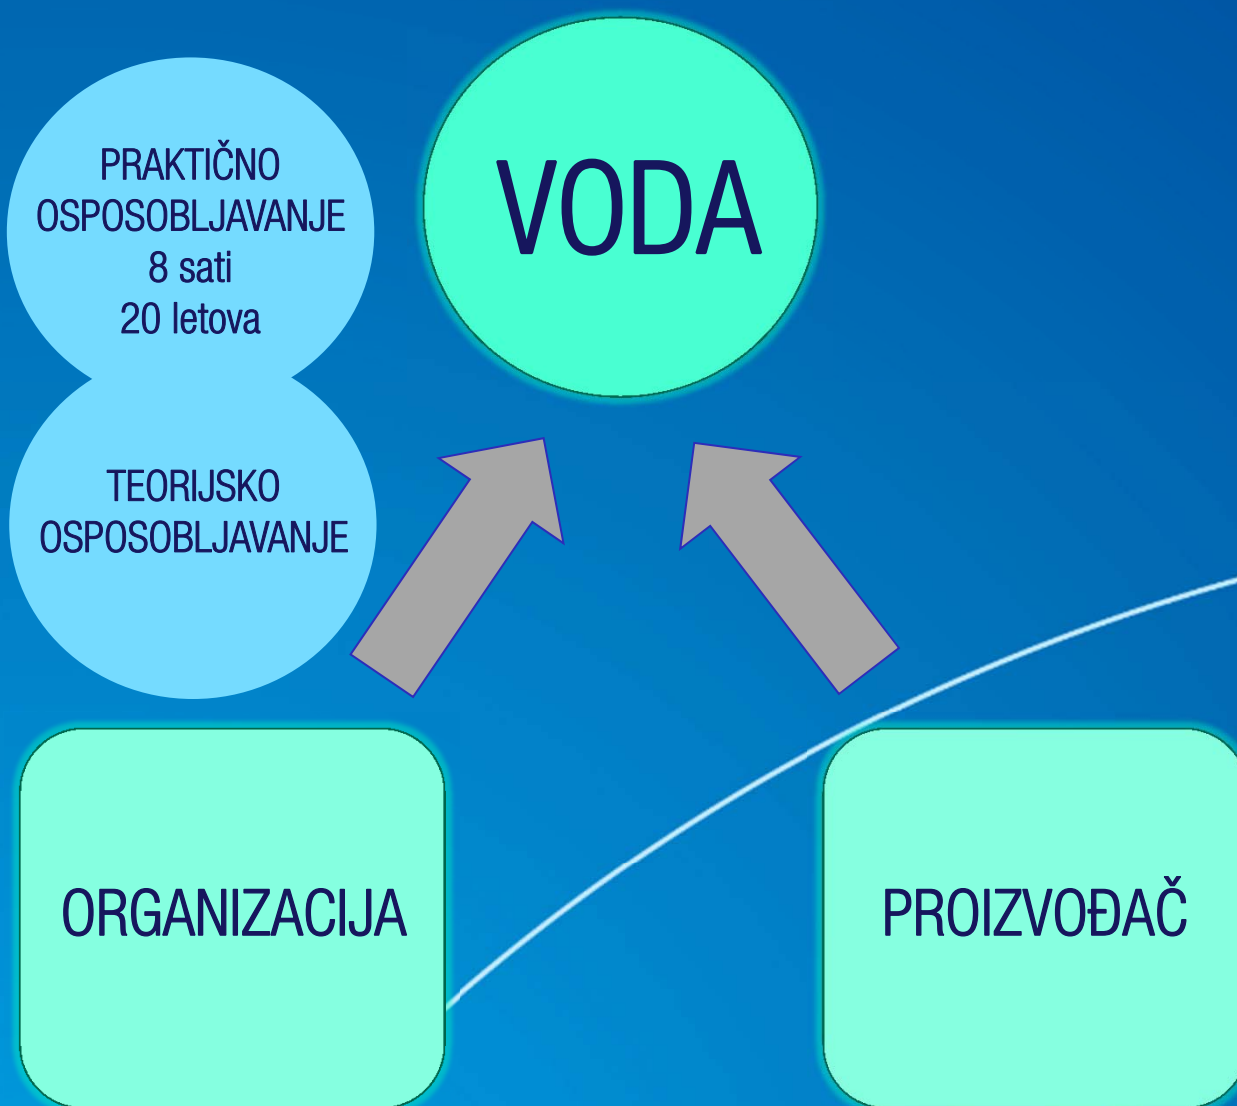 PRAKTIČNO
OSPOSOBLJAVANJE
8 sati
20 letova
VODA
TEORIJSKO
OSPOSOBLJAVANJE
ORGANIZACIJA
PROIZVOĐAČ